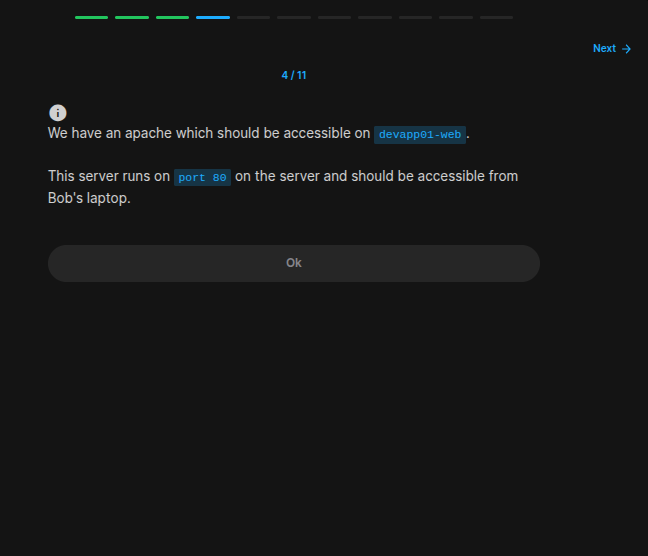 Next →
4 / 11
We have an apache which should be accessible on devapp01-web.
This server runs on port 80 on the server and should be accessible from
Bob's laptop.
Ok